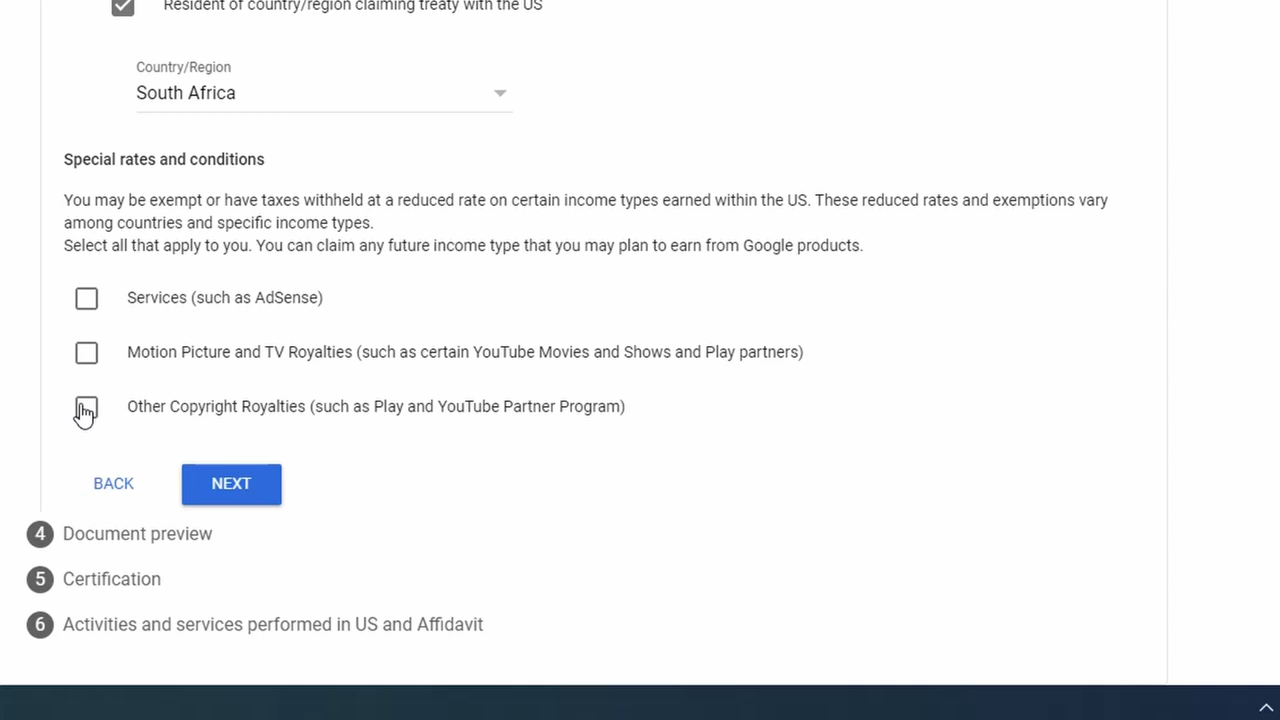 Resident of country/region claiming treaty with the US
Country/Region
South Africa
Special rates and conditions
You may be exempt or have taxes withheld at a reduced rate on certain income types earned within the US. These reduced rates and exemptions vary
among countries and specific income types.
Select all that apply to you. You can claim any future income type that you may plan to earn from Google products.
Services (such as AdSense)
Motion Picture and TV Royalties (such as certain YouTube Movies and Shows and Play partners)
Other Copyright Royalties (such as Play and YouTube Partner Program)
BACK NEXT
4 Document preview
5 Certification
6 Activities and services performed in US and Affidavit